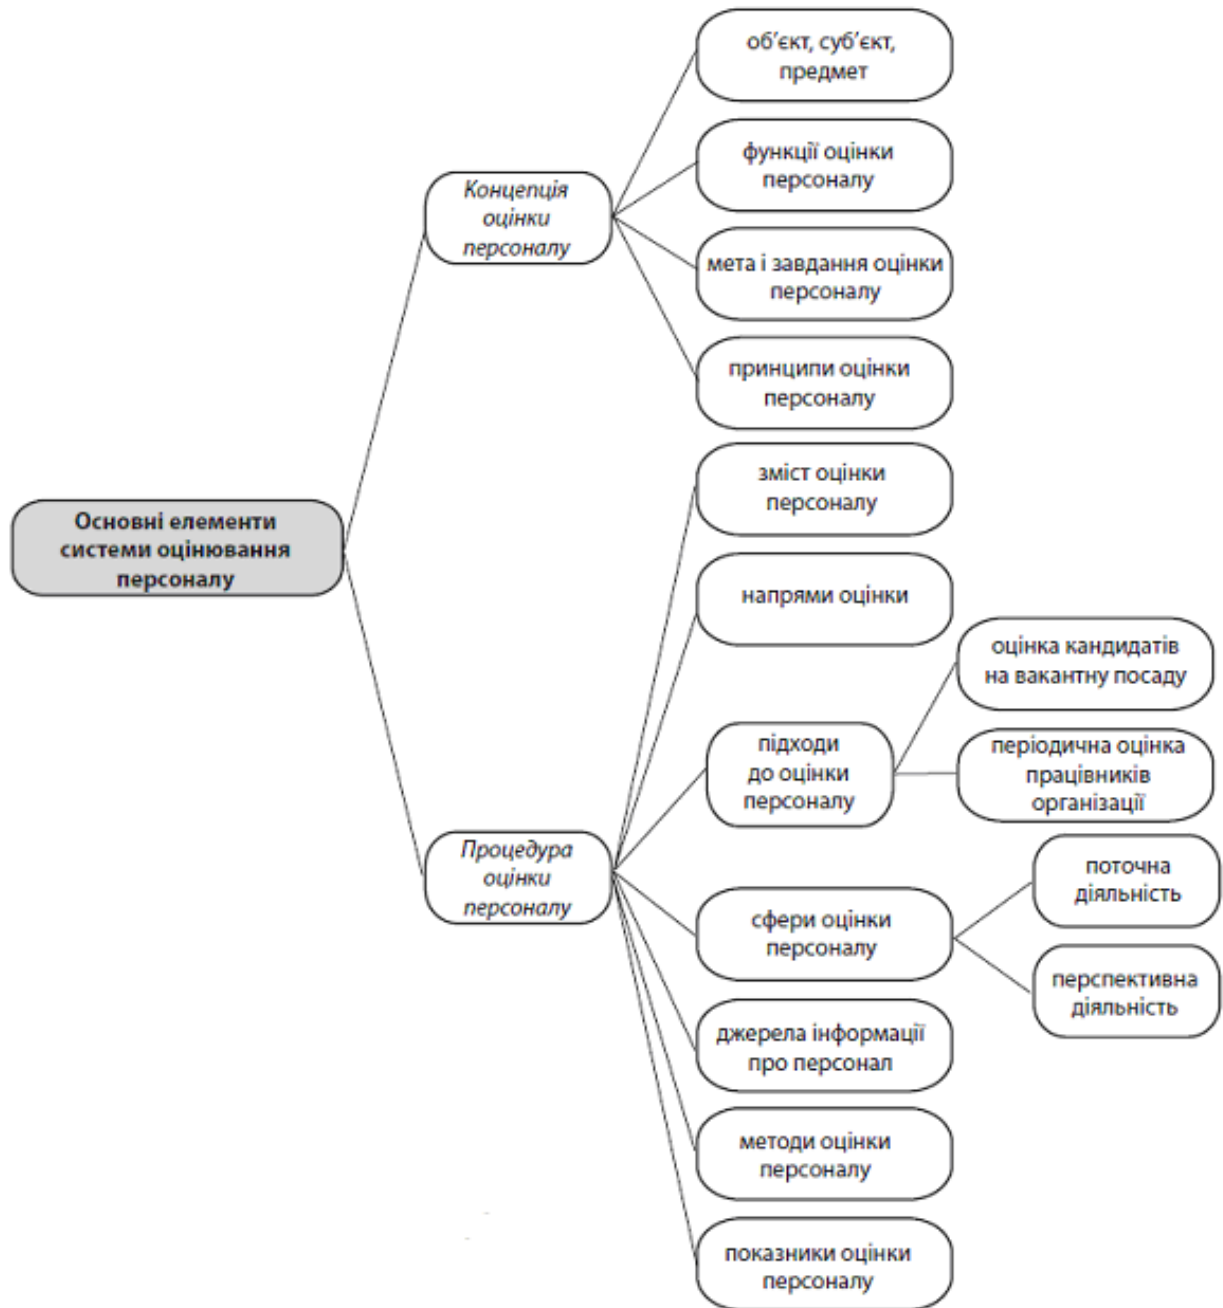 об’єкт, суб’єкт,
предмет
функції оцінки
персоналу
Концепція
оцінки
персоналу
мета і завдання оцінки
персоналу
принципи оцінки
персоналу
зміст оцінки
персоналу
Основні елементи
системи оцінювання
персоналу
напрями оцінки
оцінка кандидатів
на вакантну посаду
підходи
до оцінки
персоналу
періодична оцінка
працівників
організації
Процедура
оцінки
персоналу
поточна
діяльність
сфери оцінки
персоналу
перспективна
діяльність
джерела інформації
про персонал
методи оцінки
персоналу
показники оцінки
персоналу